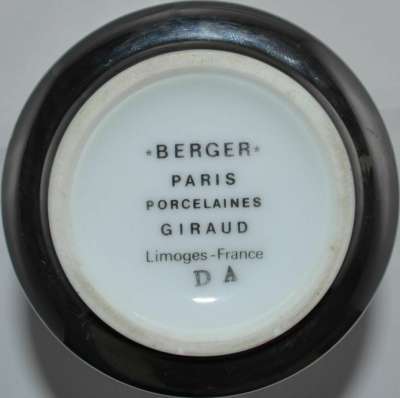 *BERGER*
PARIS
PORCELAINES
GIRAUD
Limoges-France
D A